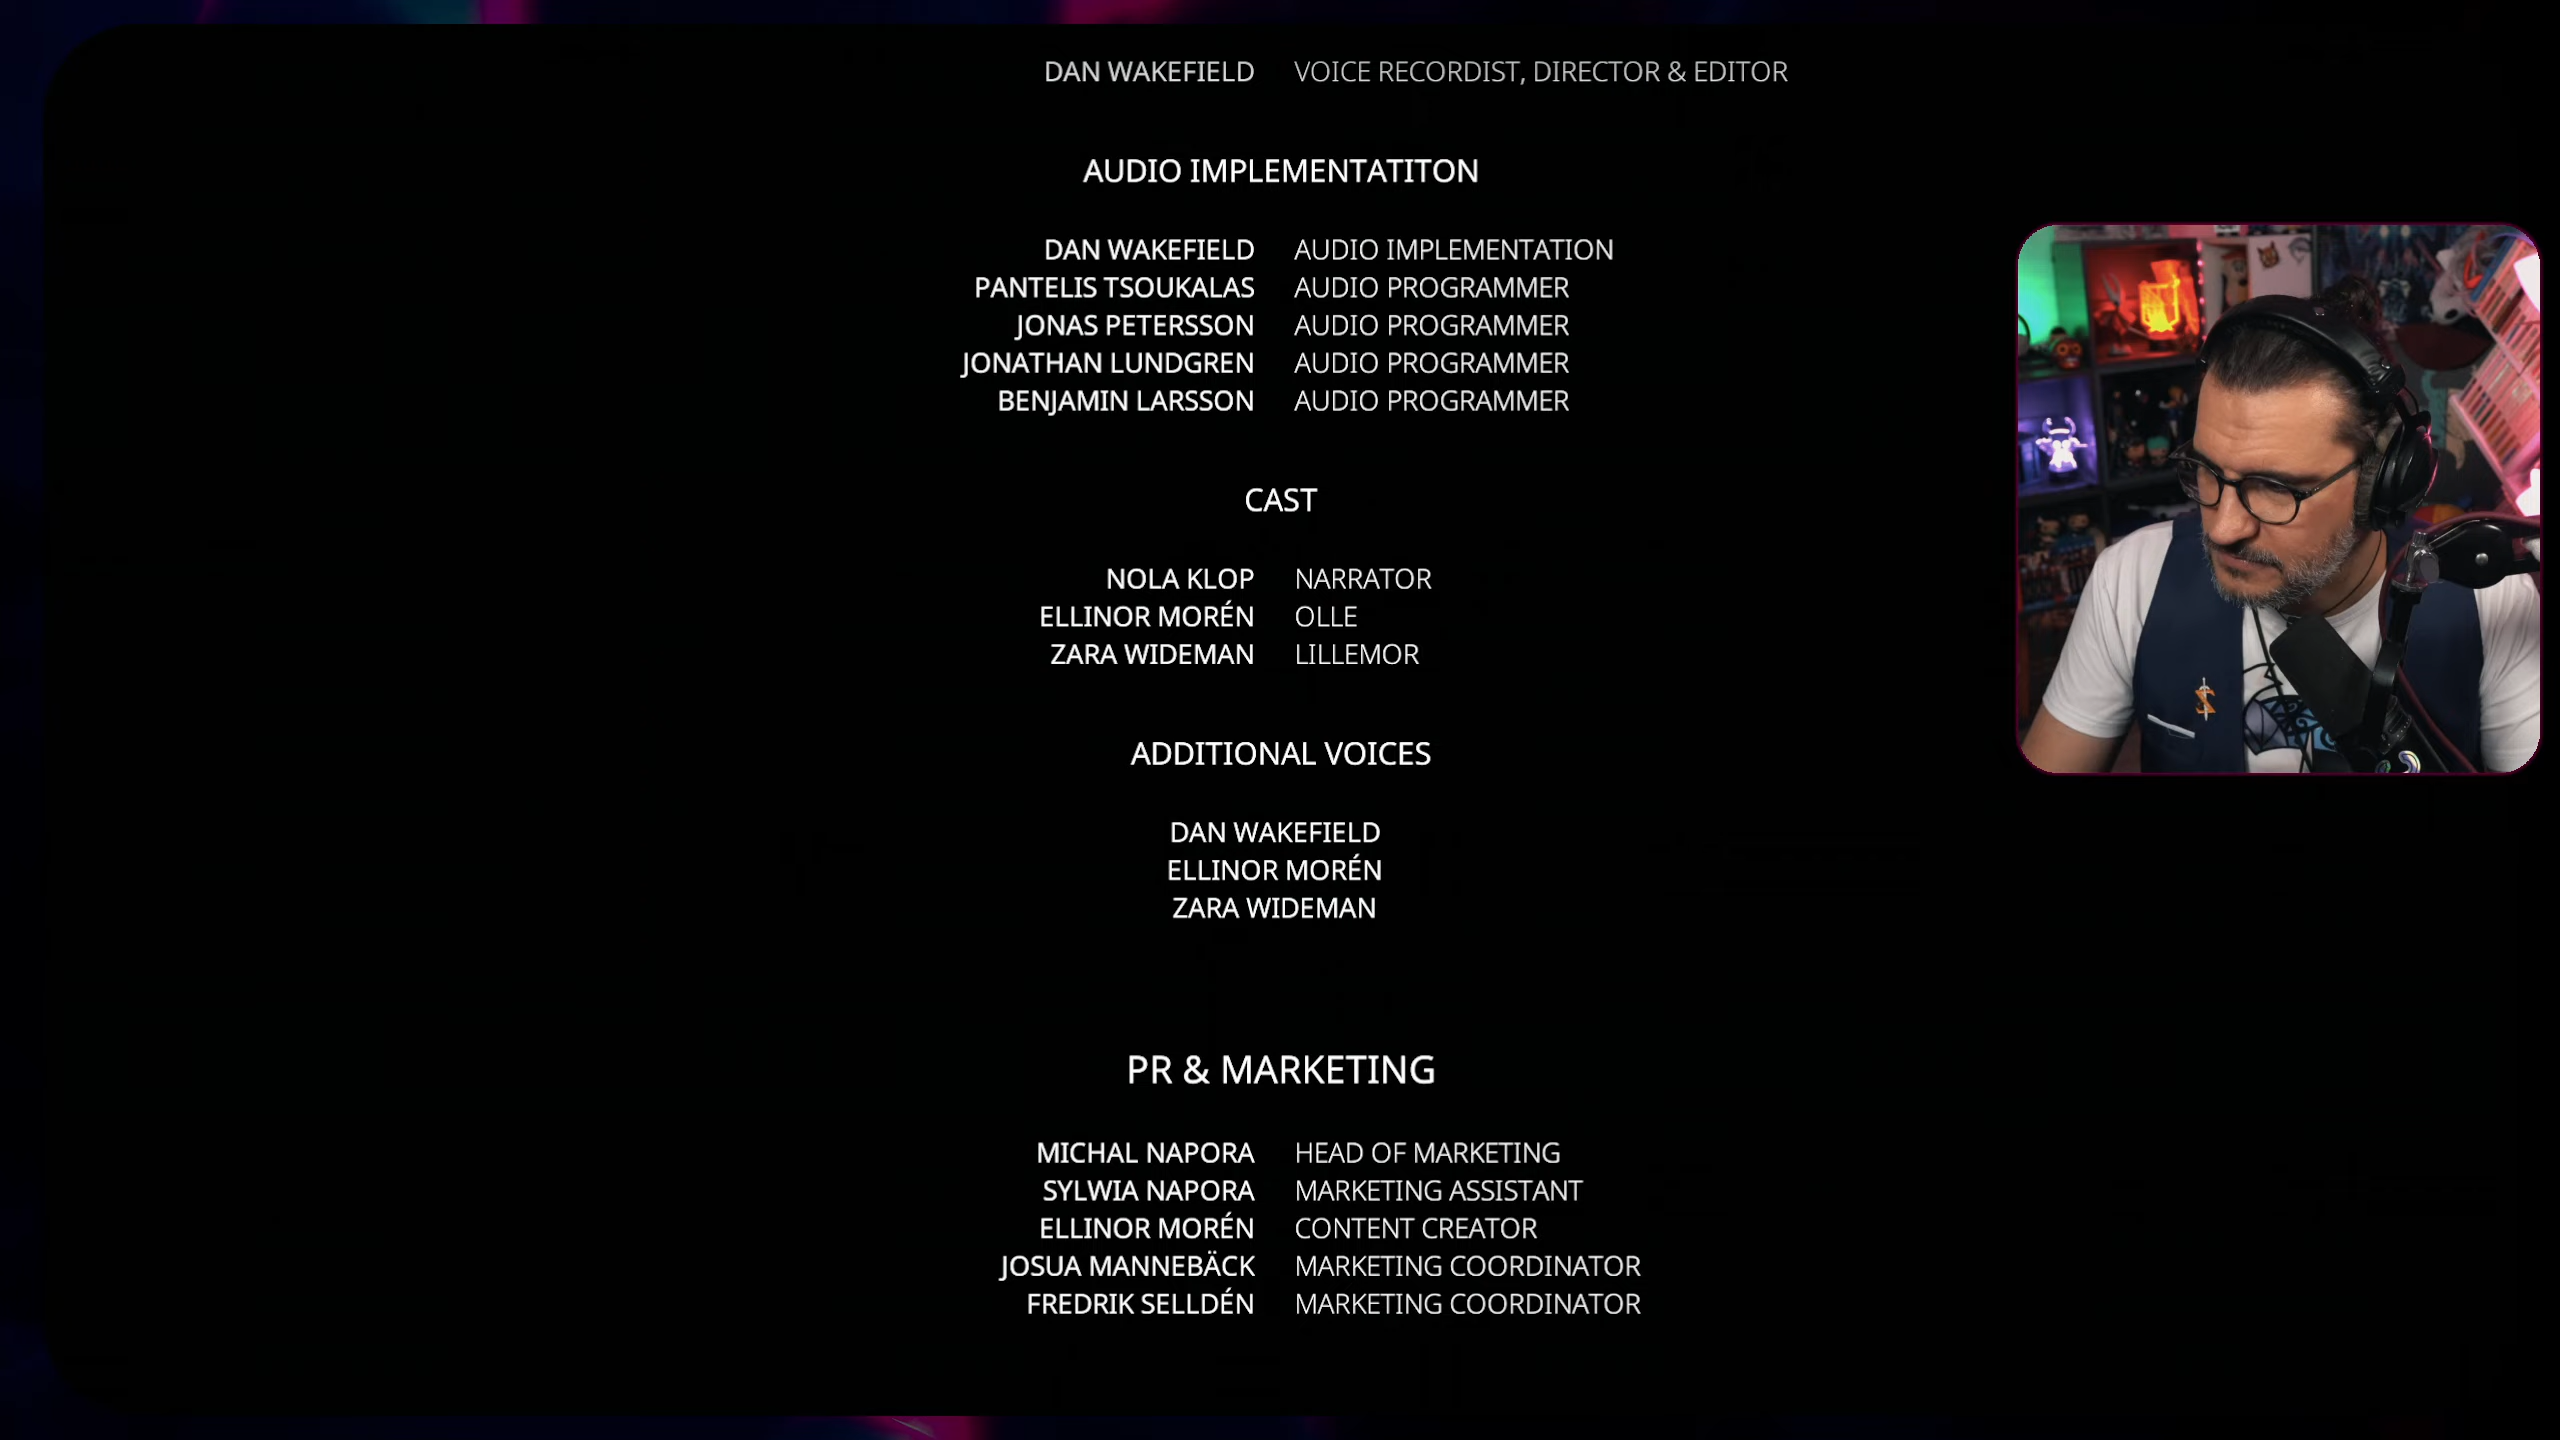 DAN WAKEFIELD VOICE RECORDIST, DIRECTOR & EDITOR
AUDIO IMPLEMENTATITON
DAN WAKEFIELD AUDIO IMPLEMENTATION
PANTELIS TSOUKALAS AUDIO PROGRAMMER
JONAS PETERSSON AUDIO PROGRAMMER
JONATHAN LUNDGREN AUDIO PROGRAMMER
BENJAMIN LARSSON AUDIO PROGRAMMER
CAST
NOLA KLOP NARRATOR
ELLINOR MORÉN OLLE
ZARA WIDEMAN LILLEMOR
ADDITIONAL VOICES
DAN WAKEFIELD
ELLINOR MORÉN
ZARA WIDEMAN
PR & MARKETING
MICHAL NAPORA HEAD OF MARKETING
SYLWIA NAPORA MARKETING ASSISTANT
ELLINOR MORÉN CONTENT CREATOR
JOSUA MANNEBÄCK MARKETING COORDINATOR
FREDRIK SELLDÉN MARKETING COORDINATOR